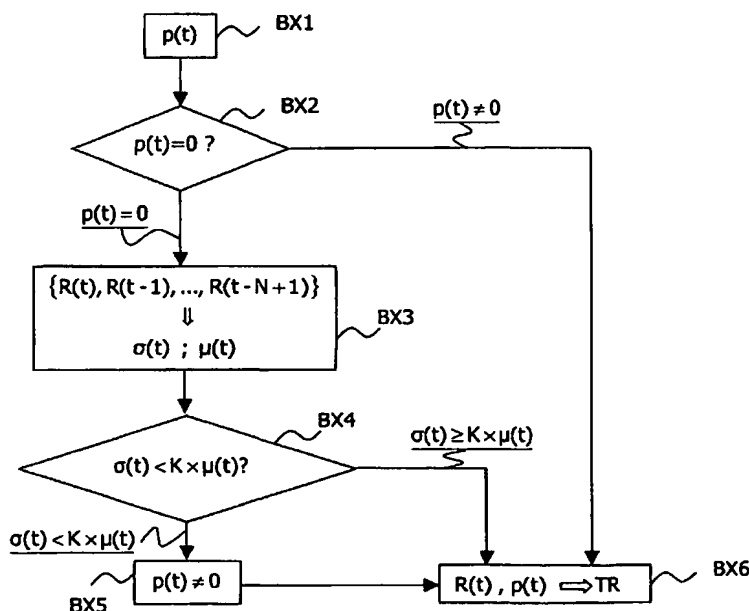 p(t)
BX1
BX2
p(t)=0 ?
p(t)≠0
p(t)=0
{R(t),R(t-1),...,R(t-N+1)}
⇓
σ(t) ; μ(t)
BX3
BX4
σ(t)<K×μ(t)?
σ(t)≥K×μ(t)
σ(t)<K×μ(t)
p(t)≠0
BX5
R(t) , p(t) ⟹TR
BX6